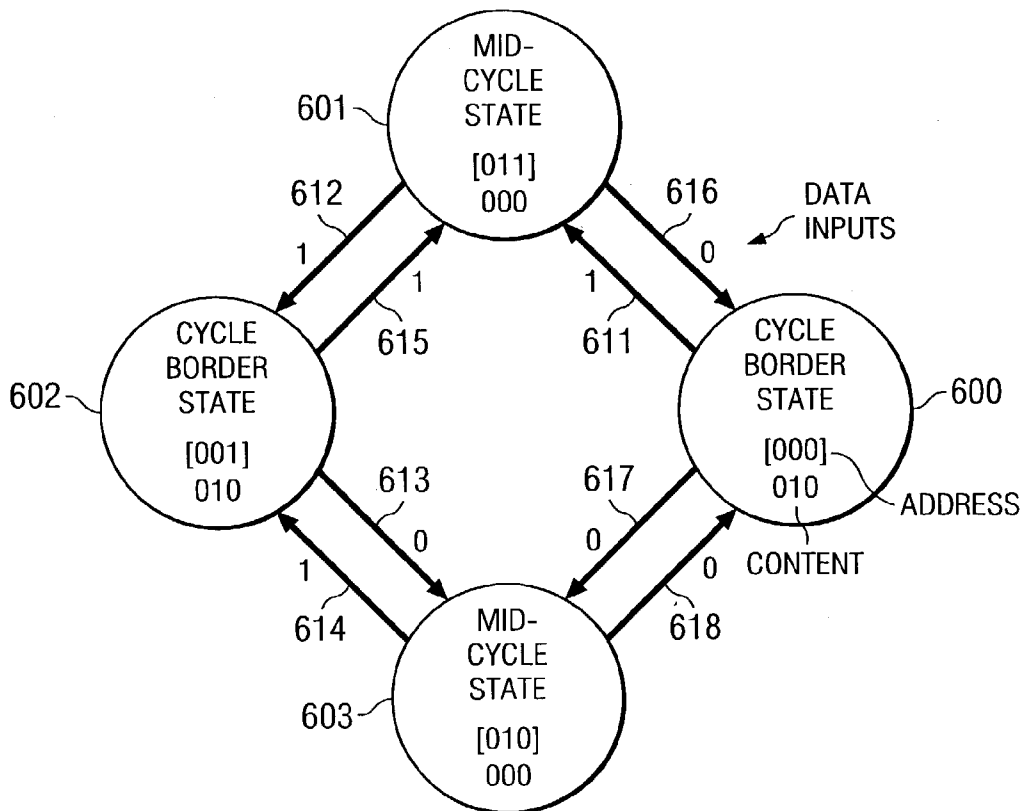 MID-
CYCLE
STATE
[011]
000
601
612
1
615
1
616
0
611
1
DATA
INPUTS
CYCLE
BORDER
STATE
[001]
010
602
CYCLE
BORDER
STATE
[000]
010
600
ADDRESS
CONTENT
613
0
614
1
617
0
618
0
MID-
CYCLE
STATE
[010]
000
603